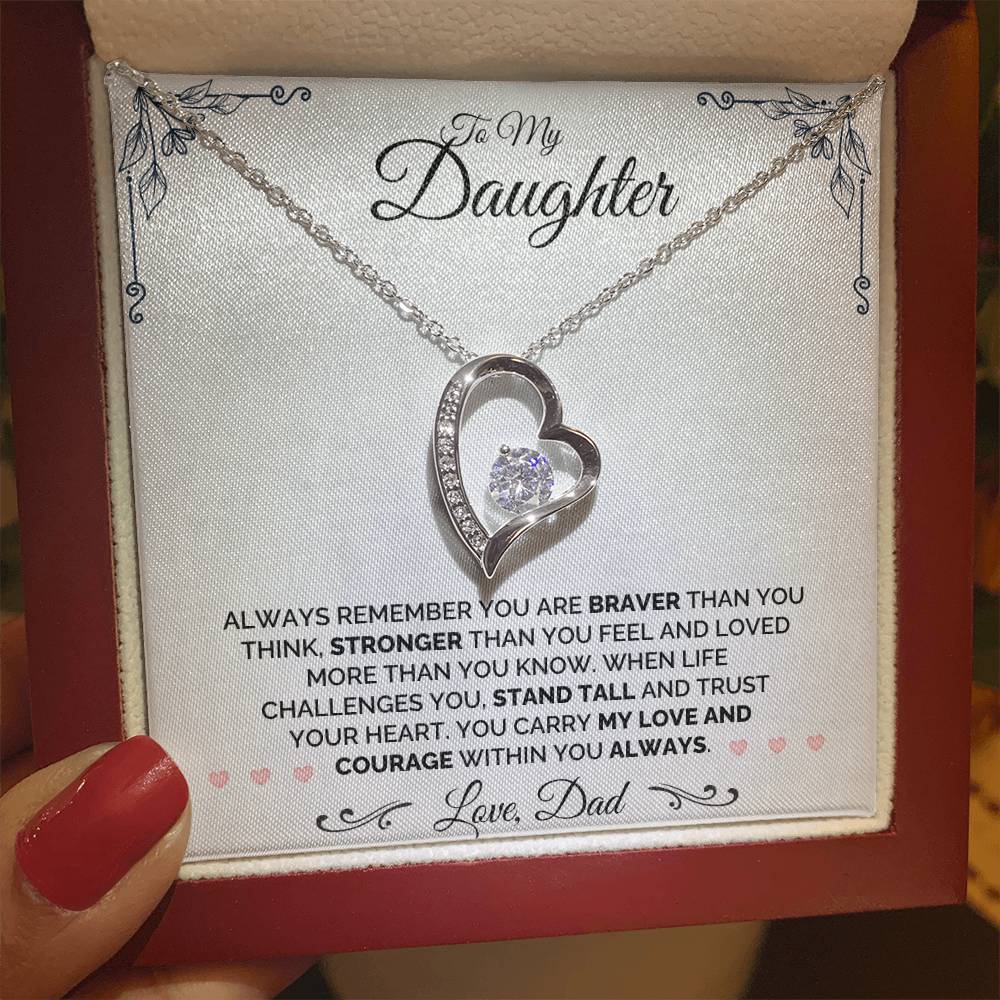 To My
Daughter
ALWAYS REMEMBER YOU ARE BRAVER THAN YOU
THINK, STRONGER THAN YOU FEEL AND LOVED
MORE THAN YOU KNOW. WHEN LIFE
CHALLENGES YOU, STAND TALL AND TRUST
YOUR HEART. YOU CARRY MY LOVE AND
COURAGE WITHIN YOU ALWAYS.
Love, Dad